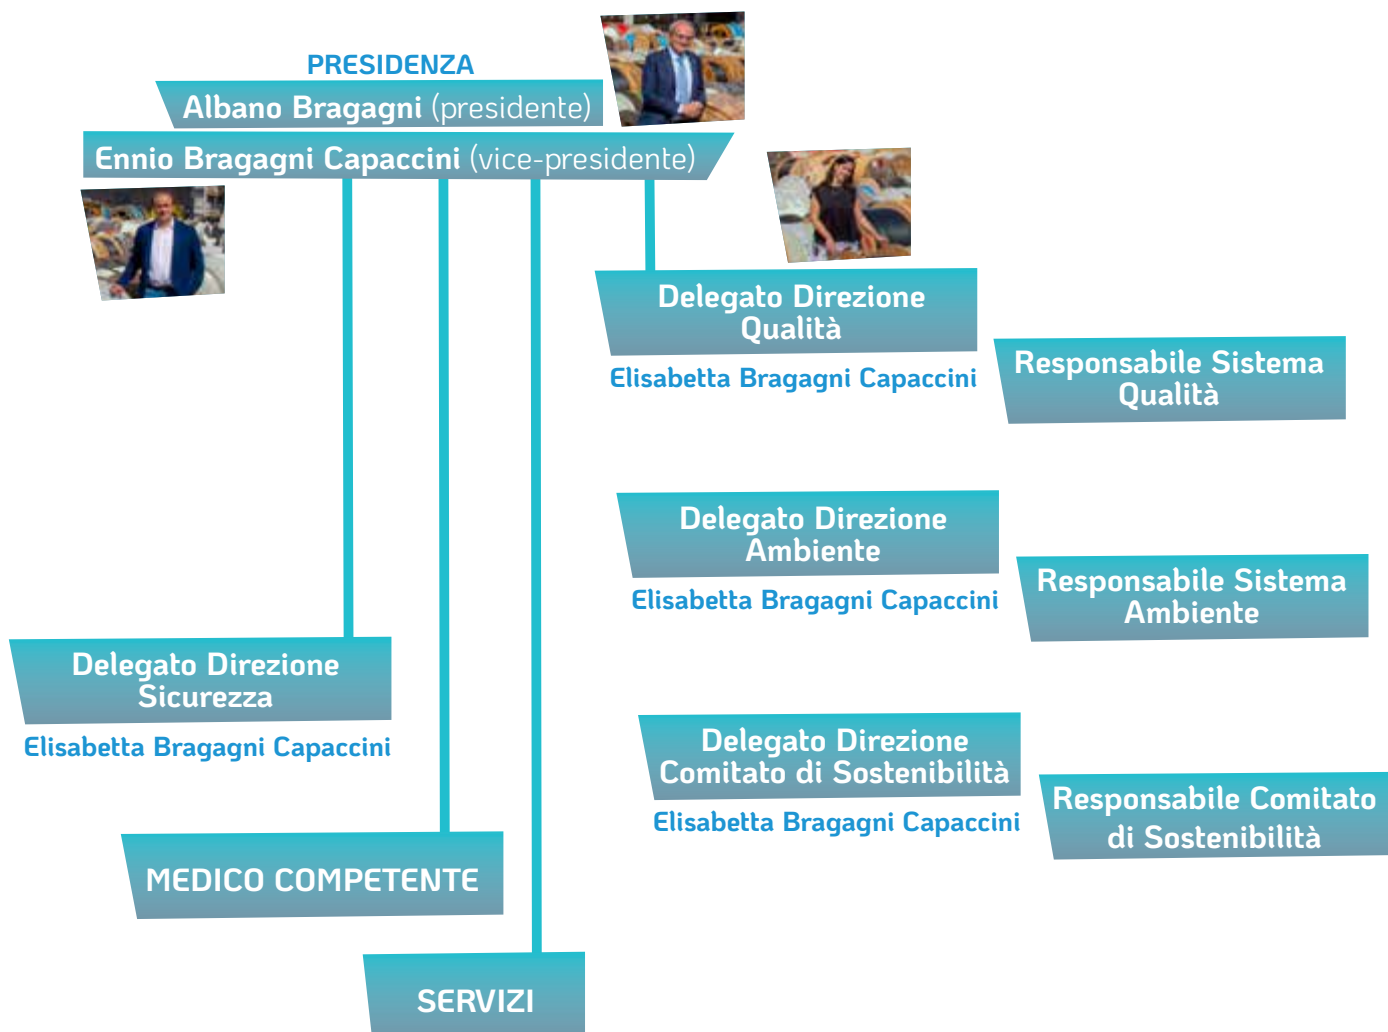 PRESIDENZA
Albano Bragagni (presidente)
Ennio Bragagni Capaccini (vice-presidente)
Delegato Direzione
Qualità
Elisabetta Bragagni Capaccini
Responsabile Sistema
Qualità
Delegato Direzione
Ambiente
Elisabetta Bragagni Capaccini
Responsabile Sistema
Ambiente
Delegato Direzione
Sicurezza
Elisabetta Bragagni Capaccini
Delegato Direzione
Comitato di Sostenibilità
Elisabetta Bragagni Capaccini
Responsabile Comitato
di Sostenibilità
MEDICO COMPETENTE
SERVIZI